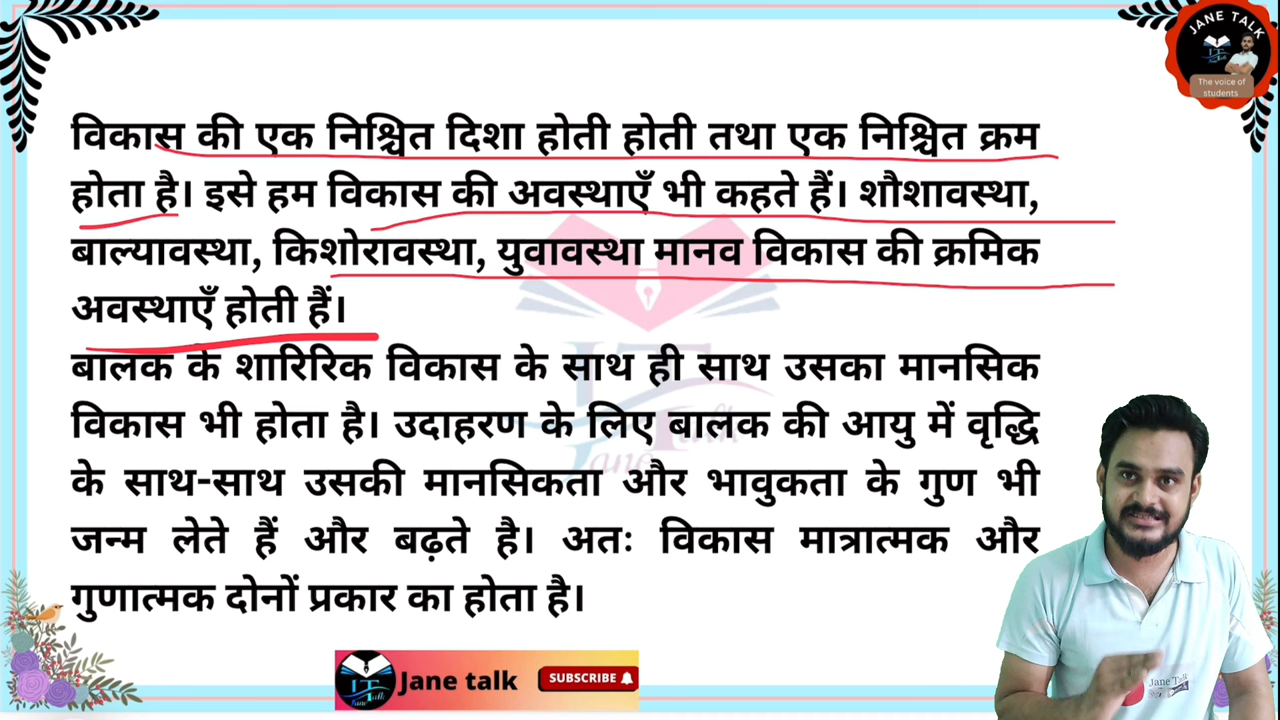 JANE TALK
The voice of
students
विकास की एक निश्चित दिशा होती होती तथा एक निश्चित क्रम
होता है। इसे हम विकास की अवस्थाएँ भी कहते हैं। शौशावस्था,
बाल्यावस्था, किशोरावस्था, युवावस्था मानव विकास की क्रमिक
अवस्थाएँ होती हैं।
बालक के शारिरिक विकास के साथ ही साथ उसका मानसिक
विकास भी होता है। उदाहरण के लिए बालक की आयु में वृद्धि
के साथ-साथ उसकी मानसिकता और भावुकता के गुण भी
जन्म लेते हैं और बढ़ते है। अतः विकास मात्रात्मक और
गुणात्मक दोनों प्रकार का होता है।
Jane talk
SUBSCRIBE
Jane Talk